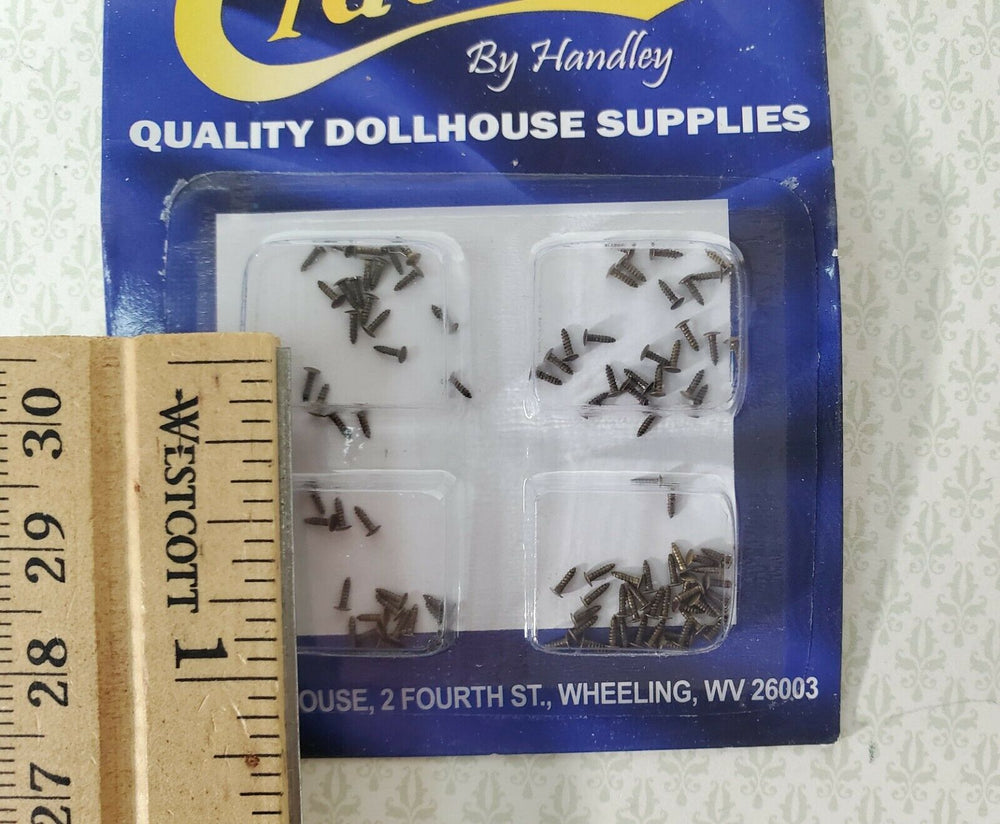 By Handley
QUALITY DOLLHOUSE SUPPLIES
WESTCOTT
1
30
29
28
27
OUSE, 2 FOURTH ST., WHEELING, WV 26003